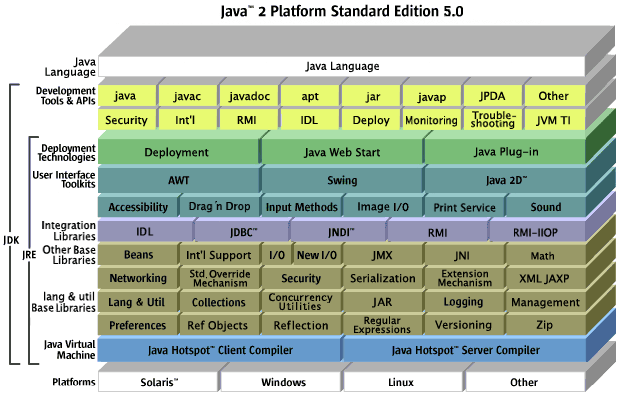 Java™ 2 Platform Standard Edition 5.0
Java
Language
Java Language
Development
Tools & APIs
java javac javadoc apt jar javap JPDA Other
Security Int'l RMI IDL Deploy Monitoring Trouble-
shooting JVM TI
Deployment
Technologies
Deployment Java Web Start Java Plug-in
User Interface
Toolkits
AWT Swing Java 2D™
Accessibility Drag 'n Drop Input Methods Image I/O Print Service Sound
Integration
Libraries
IDL JDBC™ JNDI™ RMI RMI-IIOP
Other Base
Libraries
Beans Int'l Support I/O New I/O JMX JNI Math
Networking Std. Override
Mechanism Security Serialization Extension
Mechanism XML JAXP
lang & util
Base Libraries
Lang & Util Collections Concurrency
Utilities JAR Logging Management
Preferences Ref Objects Reflection Regular
Expressions Versioning Zip
Java Virtual
Machine
Java Hotspot™ Client Compiler Java Hotspot™ Server Compiler
Platforms
Solaris™ Windows Linux Other
JDK
JRE